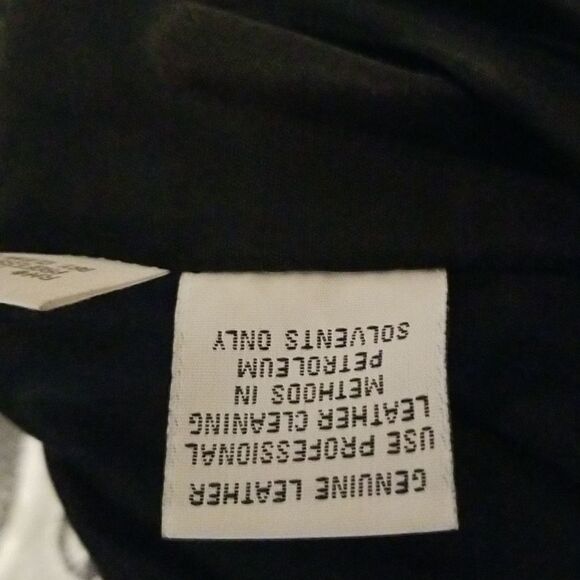 GENUINE LEATHER
USE PROFESSIONAL
LEATHER CLEANING
METHODS IN
PETROLEUM
SOLVENTS ONLY